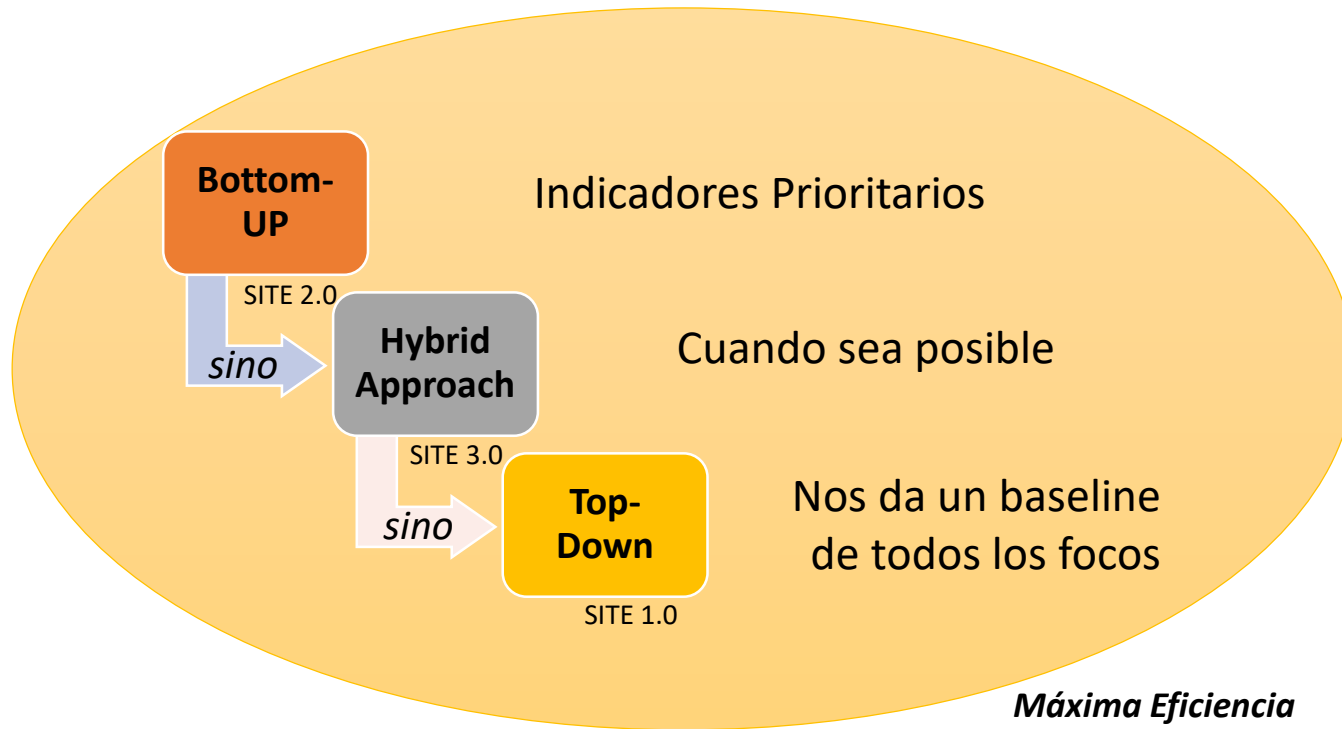 Bottom-
UP
Indicadores Prioritarios
SITE 2.0
sino
Hybrid
Approach
Cuando sea posible
SITE 3.0
sino
Top-
Down
Nos da un baseline
de todos los focos
SITE 1.0
Máxima Eficiencia